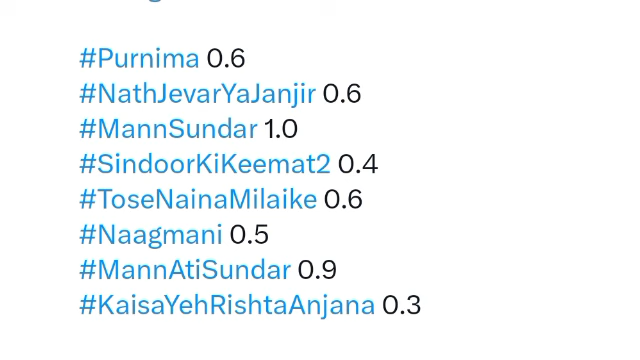 #Purnima 0.6
#NathJevarYaJanjir 0.6
#MannSundar 1.0
#SindoorKiKeemat2 0.4
#ToseNainaMilaike 0.6
#Naagmani 0.5
#MannAtiSundar 0.9
#KaisaYehRishtaAnjana 0.3